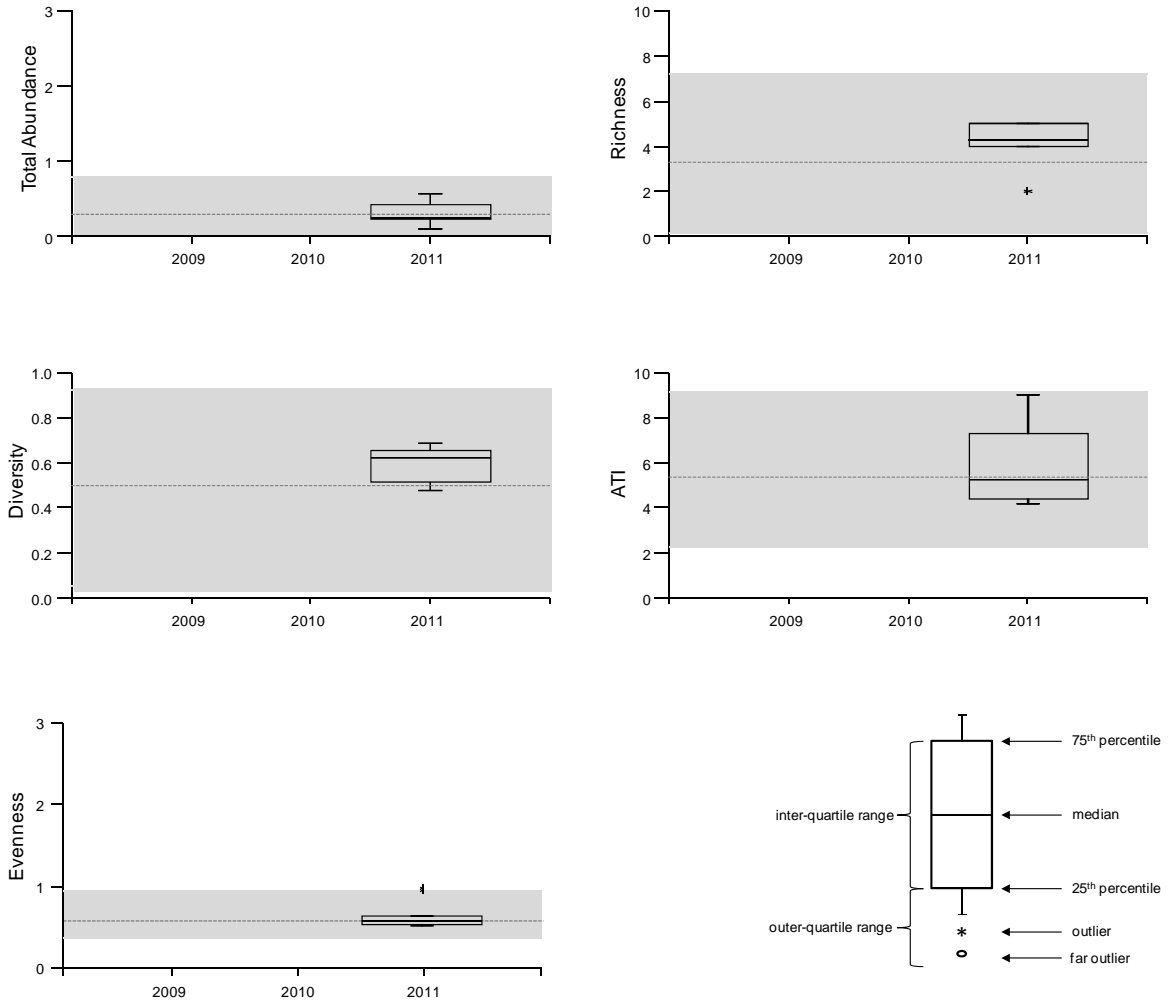 Total Abundance
3
2
1
0
2009 2010 2011
Richness
10
8
6
4
2
0
2009 2010 2011
Diversity
1.0
0.8
0.6
0.4
0.2
0.0
2009 2010 2011
ATI
10
8
6
4
2
0
2009 2010 2011
Evenness
3
2
1
0
2009 2010 2011
75th percentile
inter-quartile range
median
25th percentile
outer-quartile range
outlier
far outlier